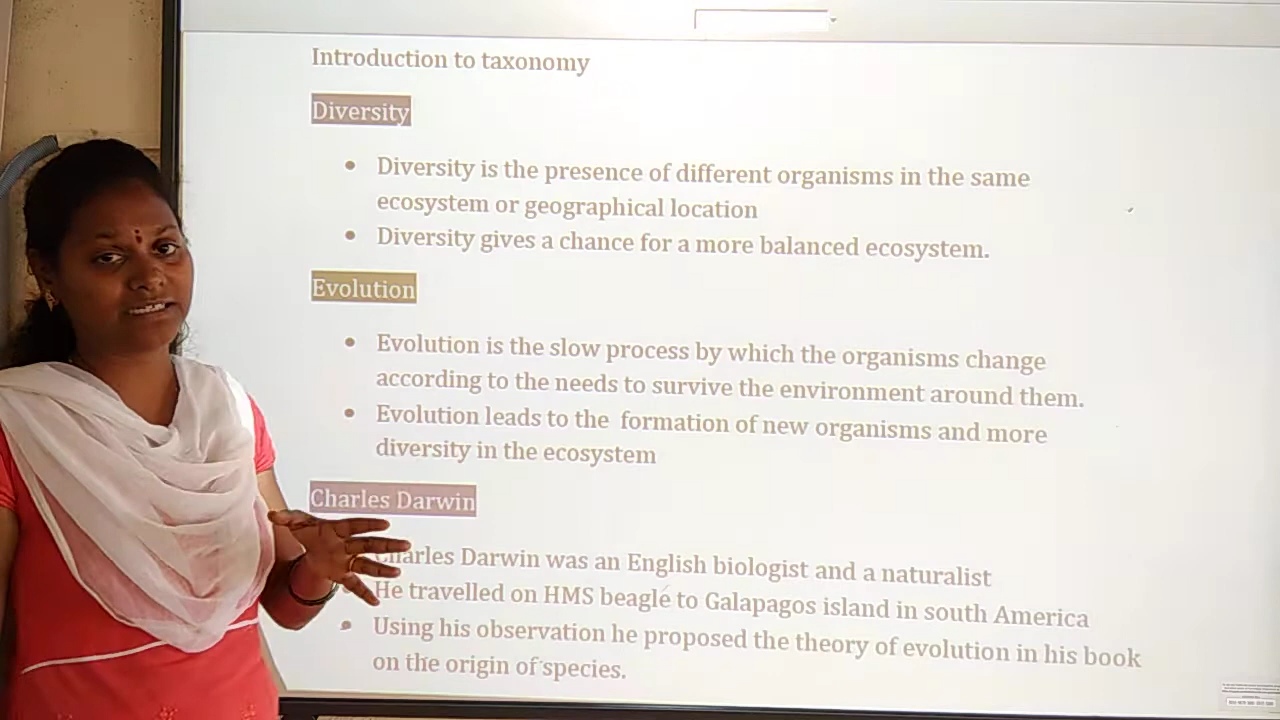 Introduction to taxonomy
Diversity
• Diversity is the presence of different organisms in the same
ecosystem or geographical location
• Diversity gives a chance for a more balanced ecosystem.
Evolution
• Evolution is the slow process by which the organisms change
according to the needs to survive the environment around them.
• Evolution leads to the formation of new organisms and more
diversity in the ecosystem
Charles Darwin
Charles Darwin was an English biologist and a naturalist
• He travelled on HMS beagle to Galapagos island in south America
• Using his observation he proposed the theory of evolution in his book
on the origin of species.